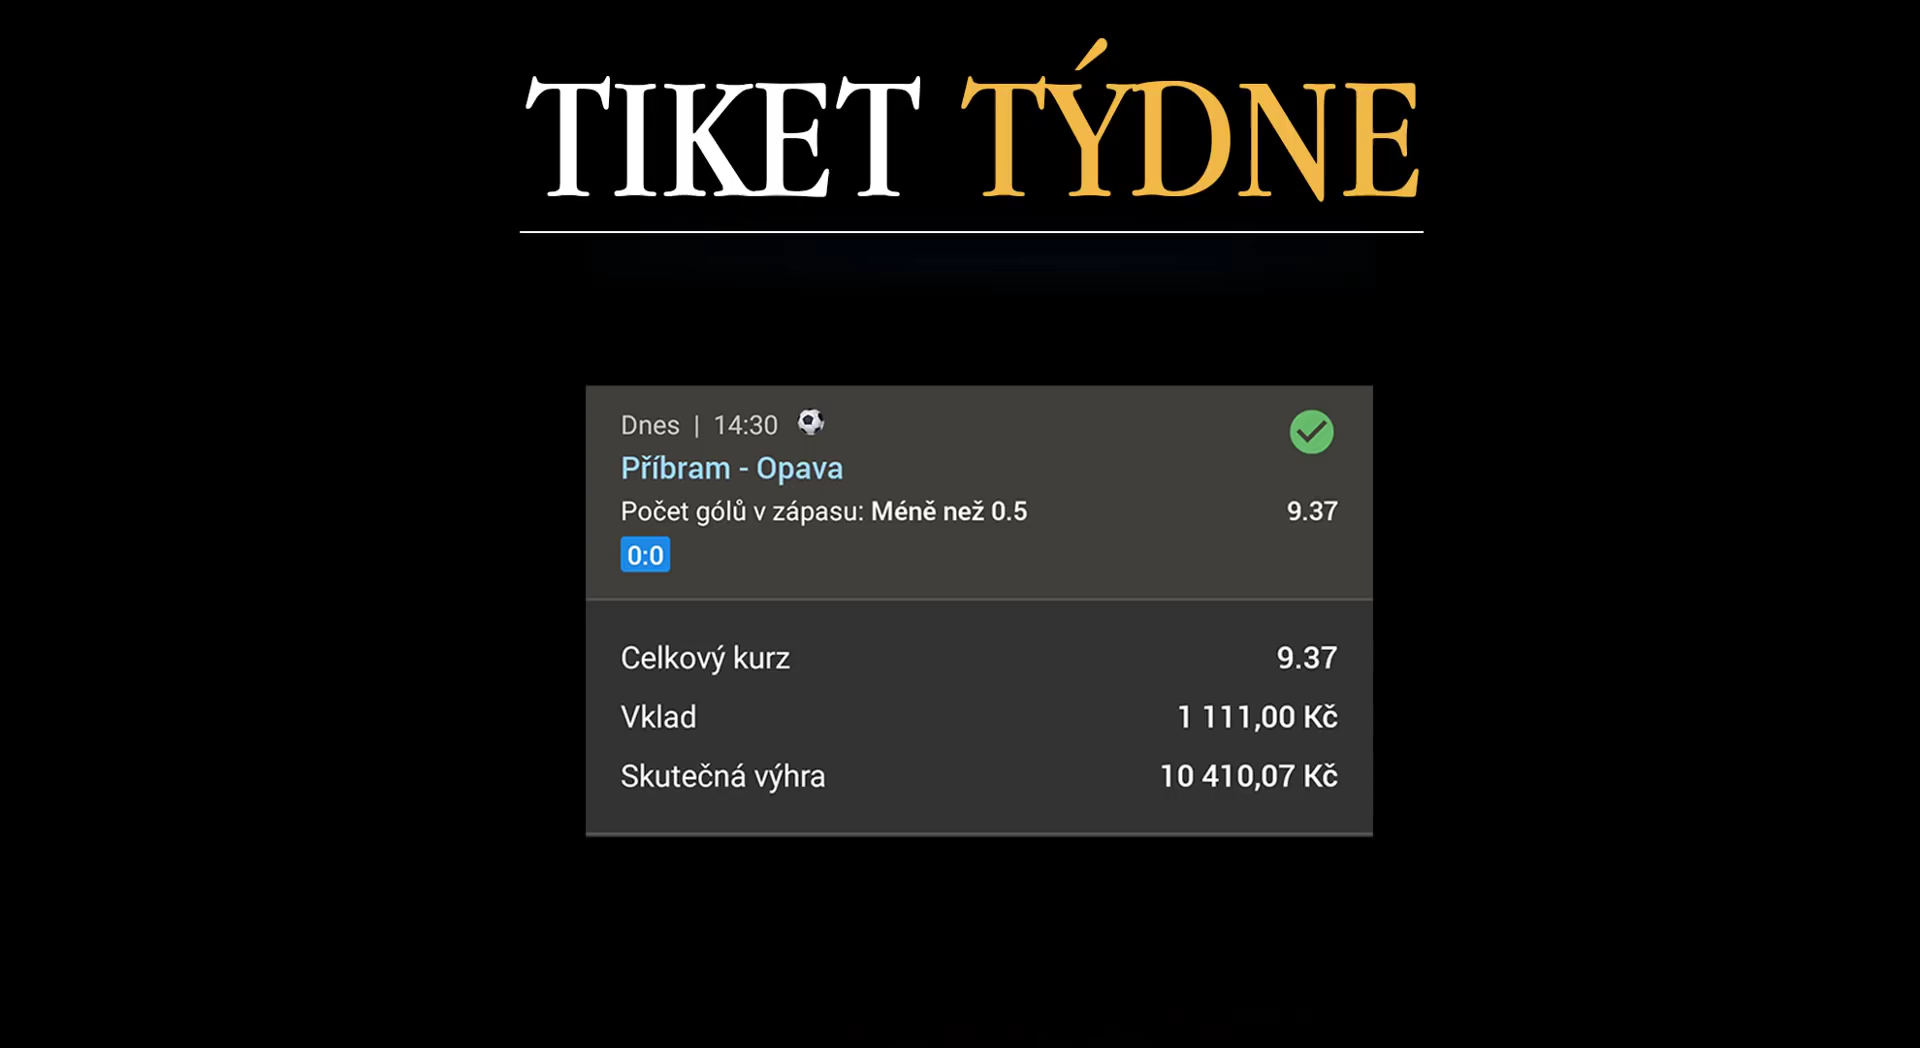 TIKET TÝDNE
Dnes | 14:30
Příbram - Opava
Počet gólů v zápasu: Méně než 0.5 9.37
0:0
Celkový kurz 9.37
Vklad 1 111,00 Kč
Skutečná výhra 10 410,07 Kč